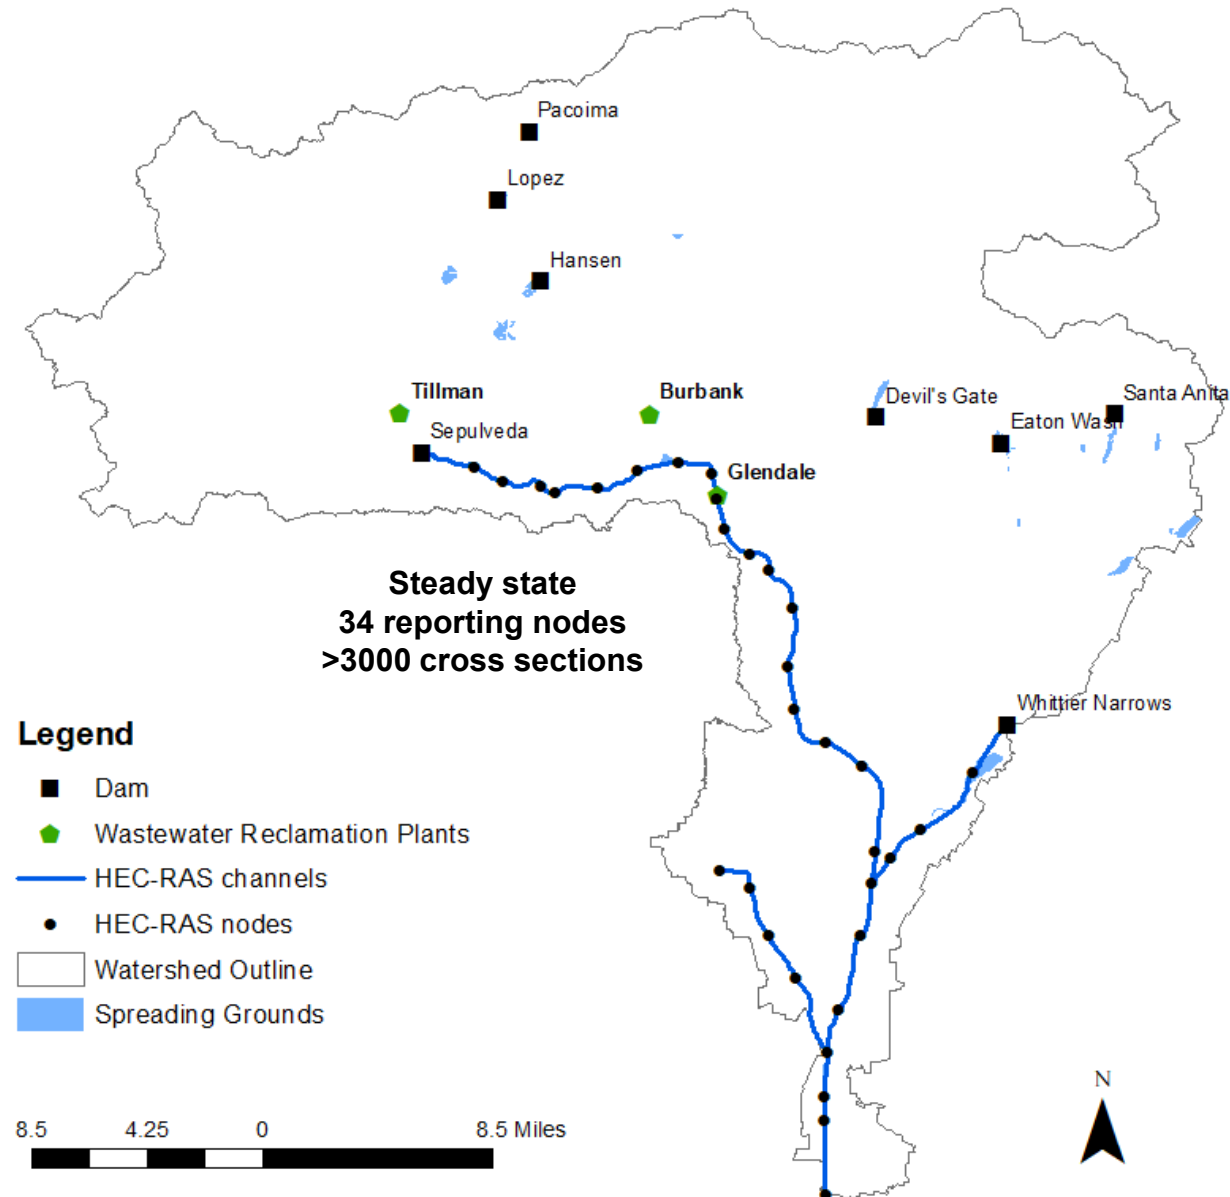 Pacoima
Lopez
Hansen
Tillman
Burbank
Sepulveda
Devil's Gate
Santa Anita
Eaton Wash
Glendale
Steady state
34 reporting nodes
>3000 cross sections
Whittier Narrows
Legend
Dam
Wastewater Reclamation Plants
HEC-RAS channels
HEC-RAS nodes
Watershed Outline
Spreading Grounds
N
8.5 4.25 0 8.5 Miles